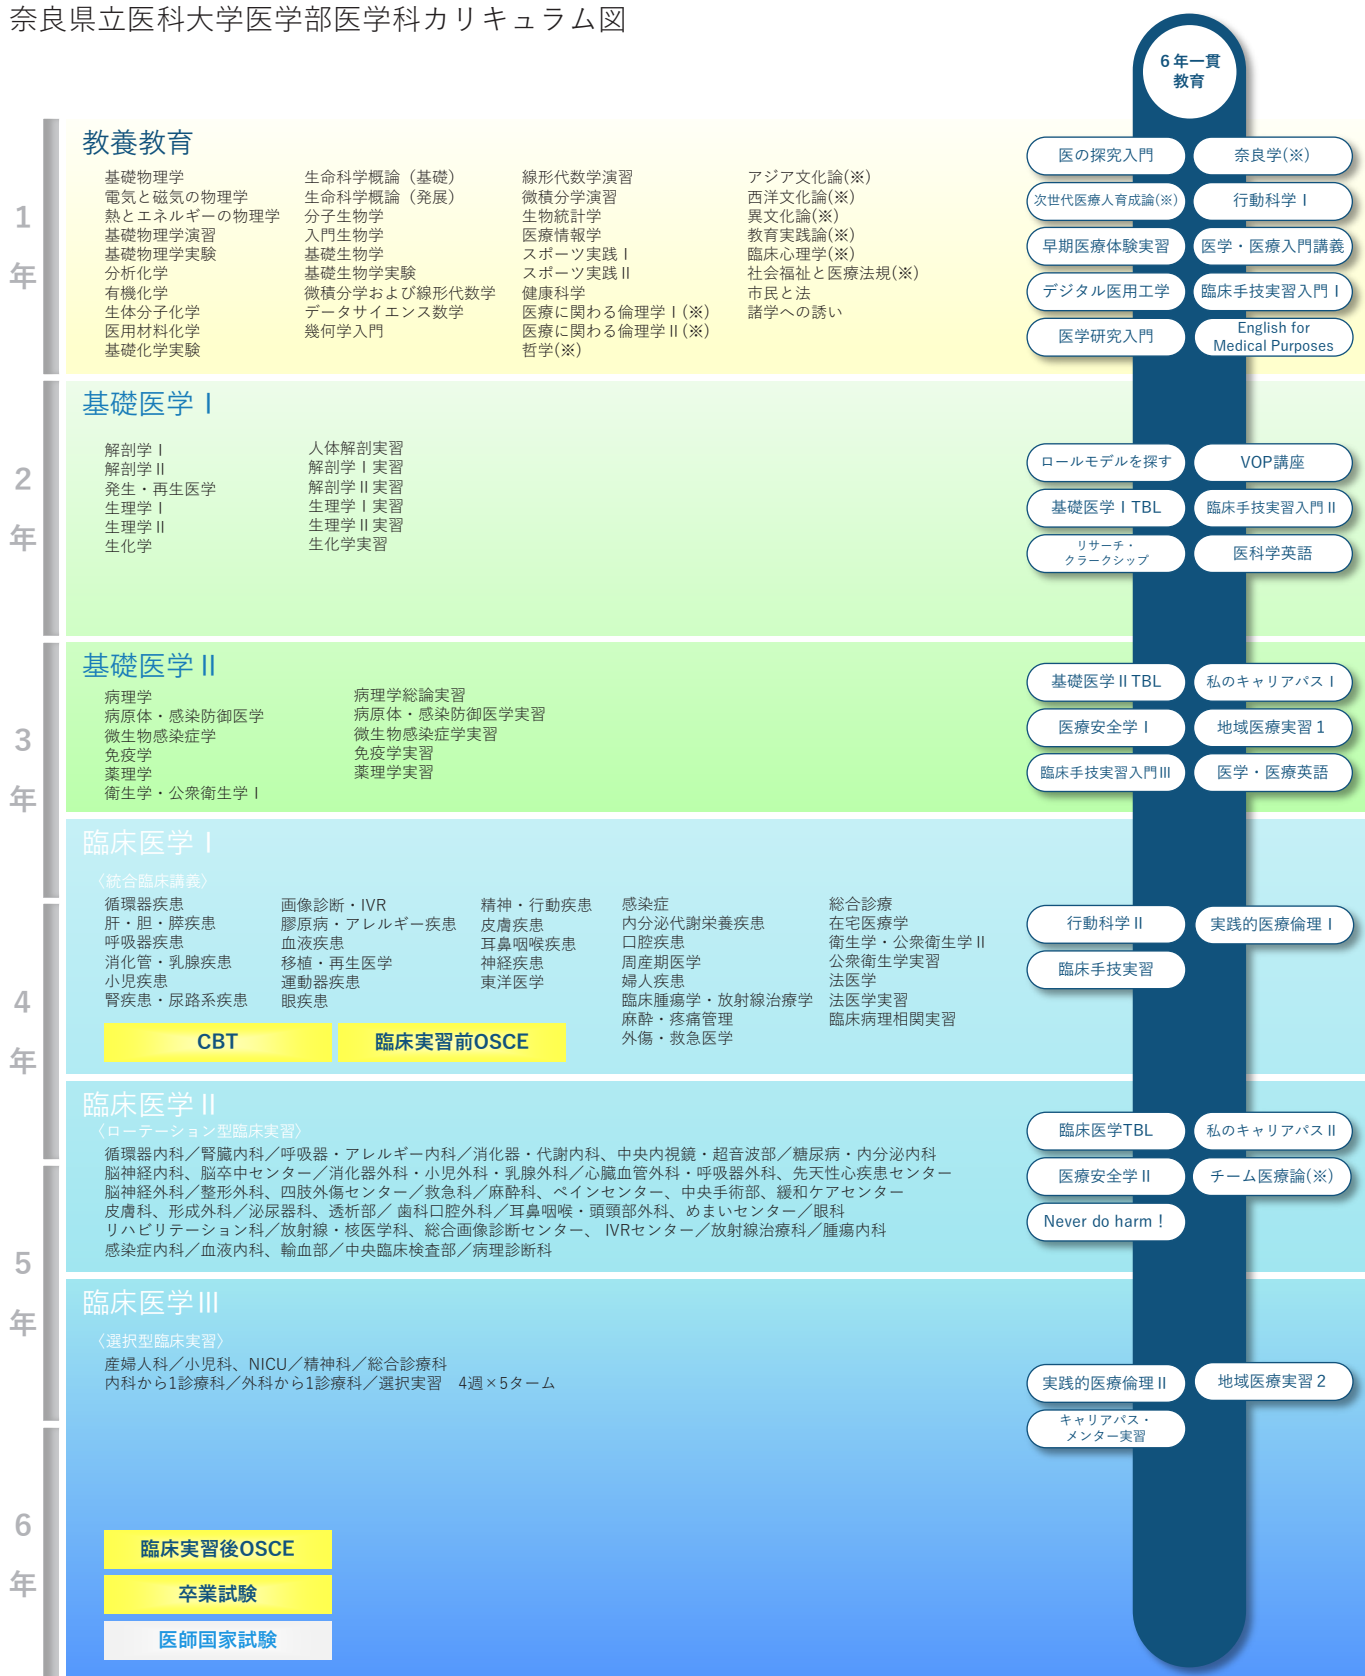 奈良県立医科大学医学部医学科カリキュラム図
6年一貫
教育
1
年
教養教育
基礎物理学
電気と磁気の物理学
熱とエネルギーの物理学
基礎物理学演習
基礎物理学実験
分析化学
有機化学
生体分子化学
医用材料化学
基礎化学実験
生命科学概論（基礎）
生命科学概論（発展）
分子生物学
入門生物学
基礎生物学
基礎生物学実験
微積分学および線形代数学
データサイエンス数学
幾何学入門
線形代数学演習
微積分学演習
生物統計学
医療情報学
スポーツ実践Ⅰ
スポーツ実践Ⅱ
健康科学
医療に関わる倫理学Ⅰ(※)
医療に関わる倫理学Ⅱ(※)
哲学(※)
アジア文化論(※)
西洋文化論(※)
異文化論(※)
教育実践論(※)
臨床心理学(※)
社会福祉と医療法規(※)
市民と法
諸学への誘い
医の探究入門
奈良学(※)
次世代医療人育成論(※)
行動科学Ⅰ
早期医療体験実習
医学・医療入門講義
デジタル医用工学
臨床手技実習入門Ⅰ
医学研究入門
English for
Medical Purposes
2
年
基礎医学Ⅰ
解剖学Ⅰ
解剖学Ⅱ
発生・再生医学
生理学Ⅰ
生理学Ⅱ
生化学
人体解剖実習
解剖学Ⅰ実習
解剖学Ⅱ実習
生理学Ⅰ実習
生理学Ⅱ実習
生化学実習
ロールモデルを探す
VOP講座
基礎医学ⅠTBL
臨床手技実習入門Ⅱ
リサーチ・
クラークシップ
医科学英語
3
年
基礎医学Ⅱ
病理学
病原体・感染防御医学
微生物感染症学
免疫学
薬理学
衛生学・公衆衛生学Ⅰ
病理学総論実習
病原体・感染防御医学実習
微生物感染症学実習
免疫学実習
薬理学実習
基礎医学ⅡTBL
私のキャリアパスⅠ
医療安全学Ⅰ
地域医療実習1
臨床手技実習入門Ⅲ
医学・医療英語
臨床医学Ⅰ
〈統合臨床講義〉
循環器疾患
肝・胆・膵疾患
呼吸器疾患
消化管・乳腺疾患
小児疾患
腎疾患・尿路系疾患
画像診断・IVR
膠原病・アレルギー疾患
血液疾患
移植・再生医学
運動器疾患
眼疾患
精神・行動疾患
皮膚疾患
耳鼻咽喉疾患
神経疾患
東洋医学
感染症
内分泌代謝栄養疾患
口腔疾患
周産期医学
婦人疾患
臨床腫瘍学・放射線治療学
麻酔・疼痛管理
外傷・救急医学
総合診療
在宅医療学
衛生学・公衆衛生学Ⅱ
公衆衛生学実習
法医学
法医学実習
臨床病理相関実習
CBT
臨床実習前OSCE
行動科学Ⅱ
実践的医療倫理Ⅰ
臨床手技実習
4
年
臨床医学Ⅱ
〈ローテーション型臨床実習〉
循環器内科／腎臓内科／呼吸器・アレルギー内科／消化器・代謝内科、中央内視鏡・超音波部／糖尿病・内分泌内科
脳神経内科、脳卒中センター／消化器外科・小児外科・乳腺外科／心臓血管外科・呼吸器外科、先天性心疾患センター
脳神経外科／整形外科、四肢外傷センター／救急科／麻酔科、ペインセンター、中央手術部、緩和ケアセンター
皮膚科、形成外科／泌尿器科、透析部／ 歯科口腔外科／耳鼻咽喉・頭頸部外科、めまいセンター／眼科
リハビリテーション科／放射線・核医学科、総合画像診断センター、 IVRセンター／放射線治療科／腫瘍内科
感染症内科／血液内科、輸血部／中央臨床検査部／病理診断科
臨床医学TBL
私のキャリアパスⅡ
医療安全学Ⅱ
チーム医療論(※)
Never do harm！
5
年
臨床医学Ⅲ
〈選択型臨床実習〉
産婦人科／小児科、NICU／精神科／総合診療科
内科から1診療科／外科から1診療科／選択実習　4週×5ターム
実践的医療倫理Ⅱ
地域医療実習2
キャリアパス・
メンター実習
6
年
臨床実習後OSCE
卒業試験
医師国家試験